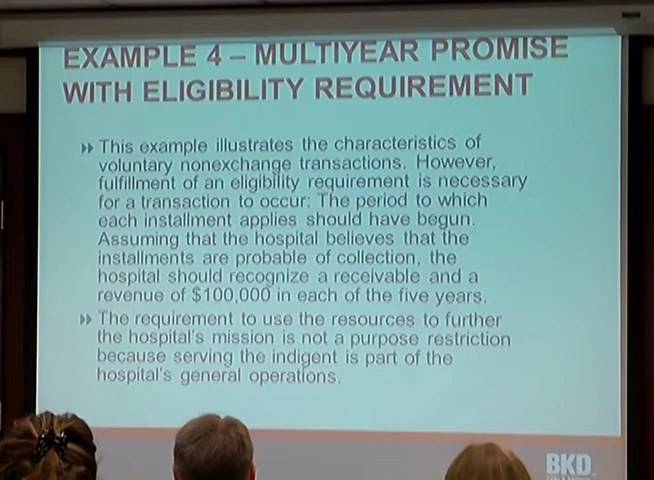 EXAMPLE 4 – MULTIYEAR PROMISE
WITH ELIGIBILITY REQUIREMENT
This example illustrates the characteristics of
voluntary nonexchange transactions. However,
fulfillment of an eligibility requirement is necessary
for a transaction to occur: The period to which
each installment applies should have begun.
Assuming that the hospital believes that the
installments are probable of collection, the
hospital should recognize a receivable and a
revenue of $100,000 in each of the five years.
The requirement to use the resources to further
the hospital's mission is not a purpose restriction
because serving the indigent is part of the
hospital's general operations.
BKD